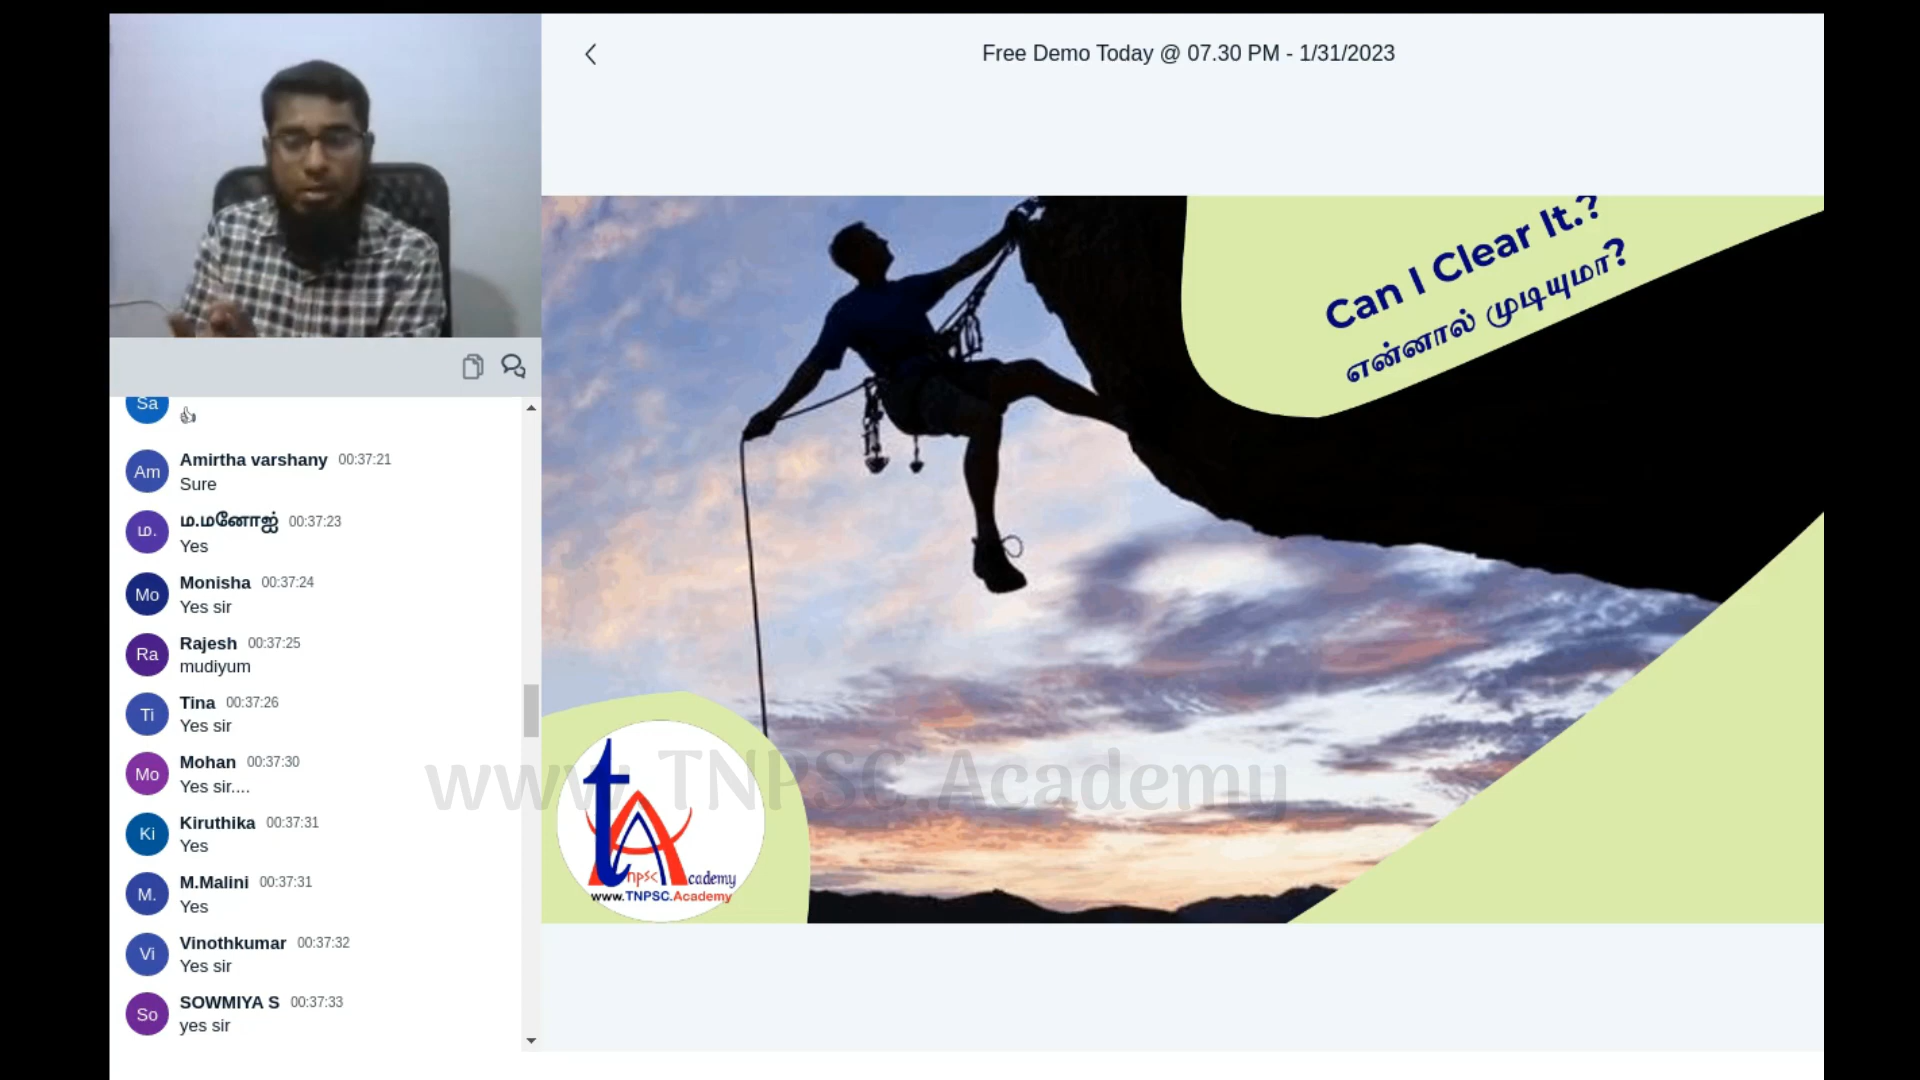 Free Demo Today @ 07.30 PM - 1/31/2023
Can I Clear It.?
என்னால் முடியுமா?
Sa
Am
Amirtha varshany 00:37:21
Sure
ம.
ம.மனோஜ் 00:37:23
Yes
Mo
Monisha 00:37:24
Yes sir
Ra
Rajesh 00:37:25
mudiyum
Ti
Tina 00:37:26
Yes sir
Mo
Mohan 00:37:30
Yes sir....
Ki
Kiruthika 00:37:31
Yes
M.
M.Malini 00:37:31
Yes
Vi
Vinothkumar 00:37:32
Yes sir
So
SOWMIYA S 00:37:33
yes sir
www.TNPSC.Academy
tA
Tnpsc Academy
www.TNPSC.Academy